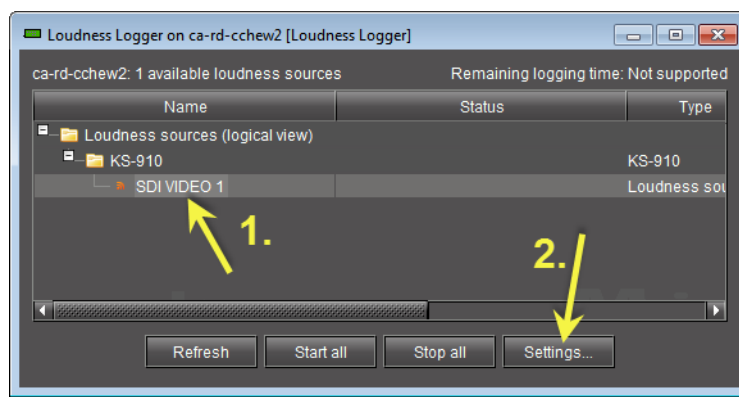 Loudness Logger on ca-rd-cchew2 [Loudness Logger]
ca-rd-cchew2: 1 available loudness sources Remaining logging time: Not supported
Name Status Type
Loudness sources (logical view)
KS-910 KS-910
SDI VIDEO 1 Loudness sou
1.
2.
Refresh Start all Stop all Settings...